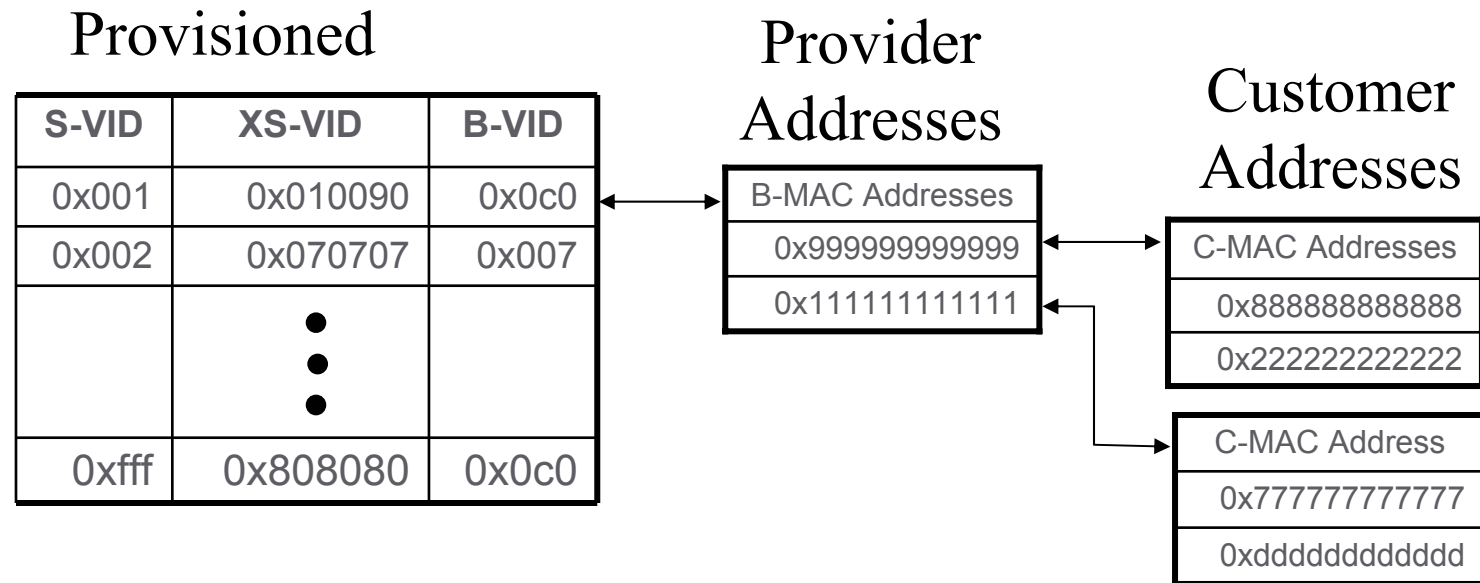 Provisioned
S-VID XS-VID B-VID
0x001 0x010090 0x0c0
0x002 0x070707 0x007
0xfff 0x808080 0x0c0
Provider
Addresses
B-MAC Addresses
0x999999999999
0x111111111111
Customer
Addresses
C-MAC Addresses
0x888888888888
0x222222222222
C-MAC Address
0x777777777777
0xdddddddddddd